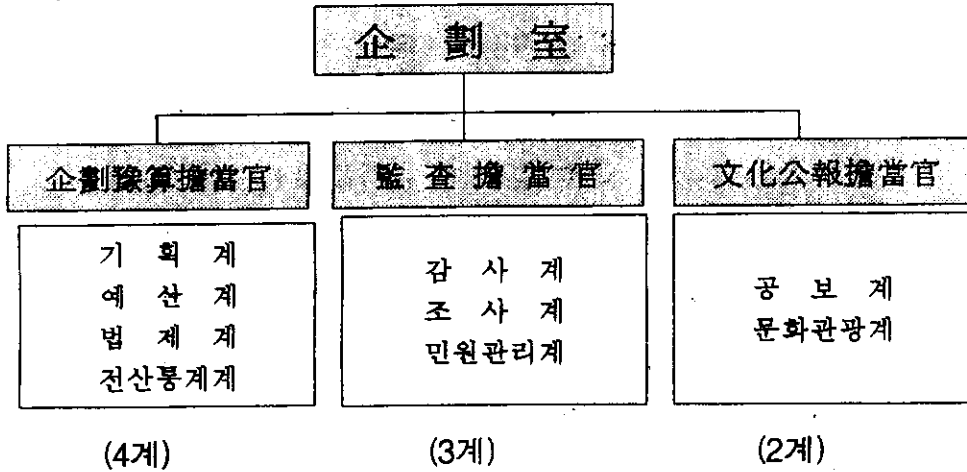 企劃室
企劃豫算擔當官
기획계
예산계
법제계
전산통계계
(4계)
監査擔當官
감사계
조사계
민원관리계
(3계)
文化公報擔當官
공보계
문화관광계
(2계)